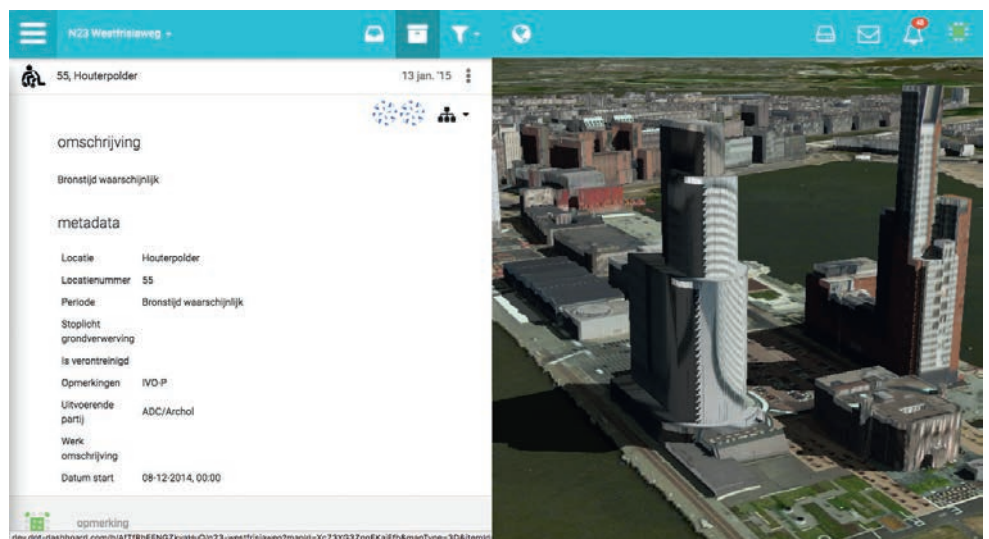 N23 Westfrisiaweg
48
55, Houterpolder
13 jan. '15
omschrijving
Bronstijd waarschijnlijk
metadata
Locatie Houterpolder
Locatienummer 55
Periode Bronstijd waarschijnlijk
Stoplicht
grondverwerving
Is verontreinigd
Opmerkingen IVO-P
Uitvoerende
partij ADC/Archol
Werk
omschrijving
Datum start 08-12-2014, 00:00
opmerking